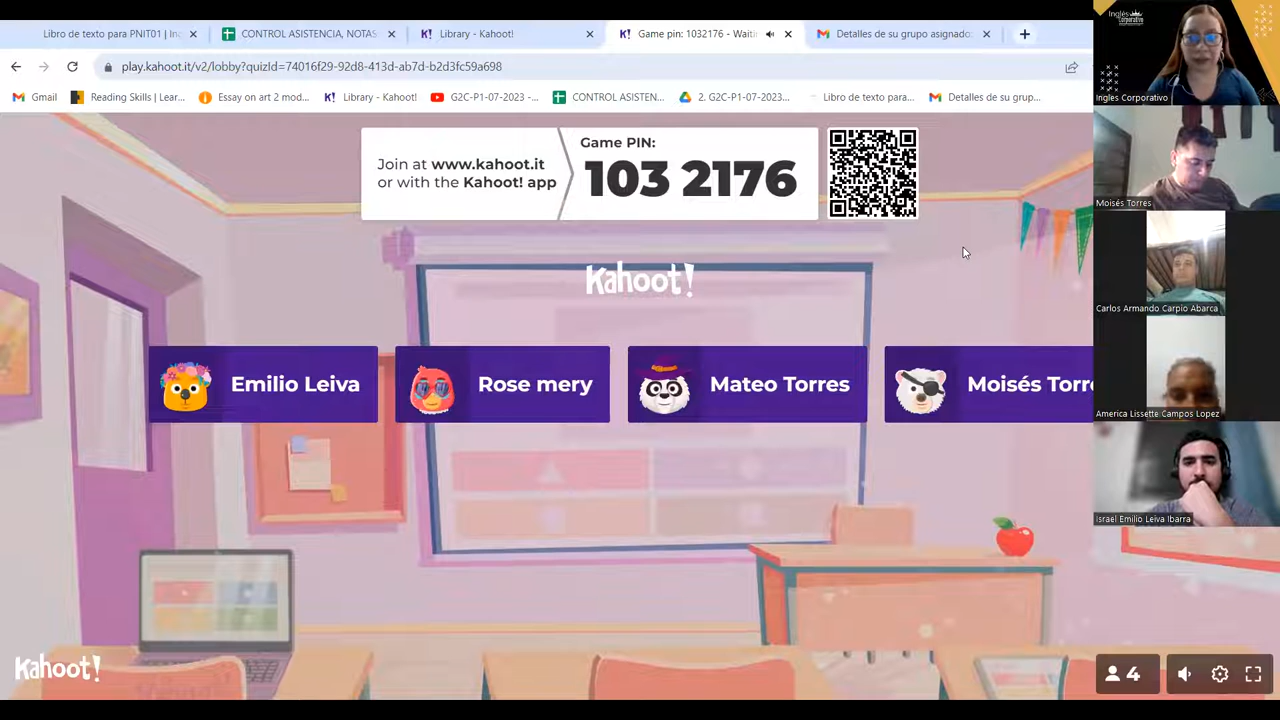 Libro de texto para PNIT01 | In
CONTROL ASISTENCIA, NOTAS
Library - Kahoot!
Game pin: 1032176 - Waiti
Detalles de su grupo asignado:
play.kahoot.it/v2/lobby?quizId=74016f29-92d8-413d-ab7d-b2d3fc59a698
Gmail
Reading Skills | Lear...
Essay on art 2 mod...
Library - Kahoot!
G2C-P1-07-2023 -...
CONTROL ASISTEN...
2. G2C-P1-07-2023...
Libro de texto para...
Detalles de su grup...
Join at www.kahoot.it
or with the Kahoot! app
Game PIN:
103 2176
Kahoot!
Emilio Leiva
Rose mery
Mateo Torres
Moisés Torre
Kahoot!
4
Inglés
Corporativo
Ingles Corporativo
Moisés Torres
Carlos Armando Carpio Abarca
America Lissette Campos Lopez
Israel Emilio Leiva Ibarra